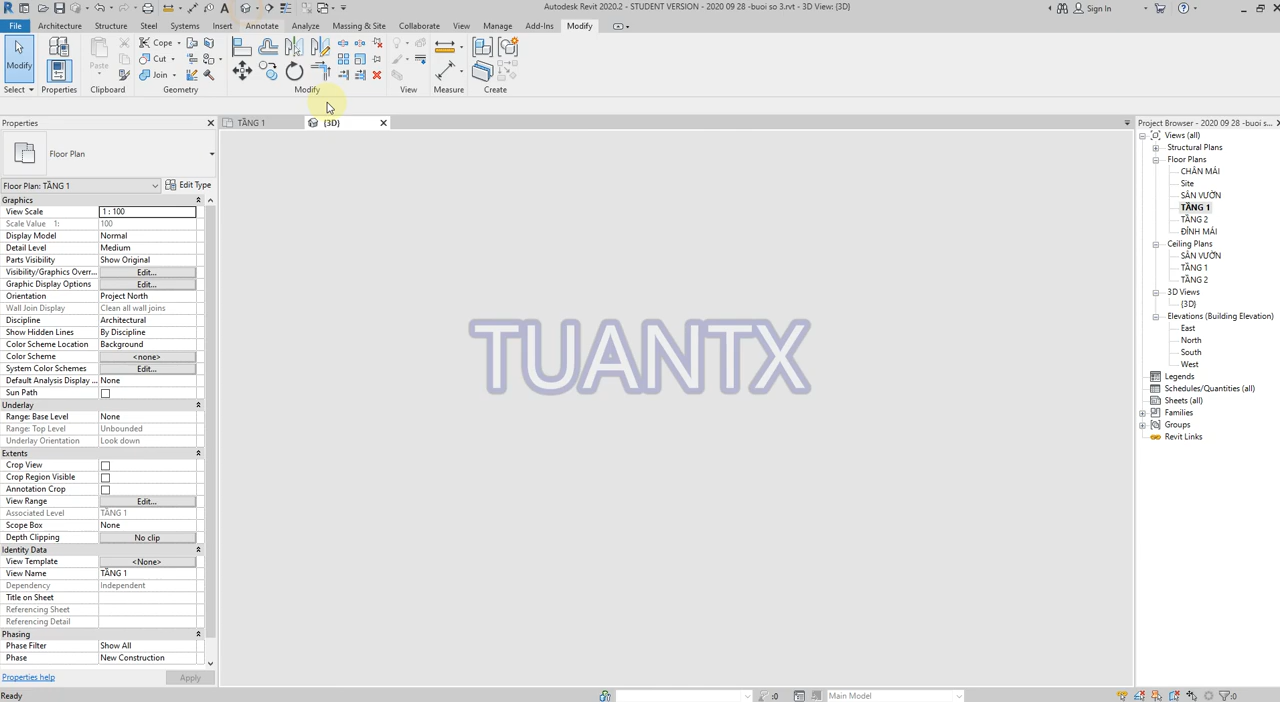 Autodesk Revit 2020.2 - STUDENT VERSION - 2020 09 28 -buoi so 3.rvt - 3D View: {3D}
Sign In
File Architecture Structure Steel Systems Insert Annotate Analyze Massing & Site Collaborate View Manage Add-Ins Modify
Modify Paste Cope Cut Join
Select Properties Clipboard Geometry Modify View Measure Create
Properties
TẦNG 1 {3D}
Project Browser - 2020 09 28 -buoi s...
Floor Plan
Floor Plan: TẦNG 1 Edit Type
Graphics
View Scale 1 : 100
Scale Value 1: 100
Display Model Normal
Detail Level Medium
Parts Visibility Show Original
Visibility/Graphics Overr... Edit...
Graphic Display Options Edit...
Orientation Project North
Wall Join Display Clean all wall joins
Discipline Architectural
Show Hidden Lines By Discipline
Color Scheme Location Background
Color Scheme <none>
System Color Schemes Edit...
Default Analysis Display ... None
Sun Path
Underlay
Range: Base Level None
Range: Top Level Unbounded
Underlay Orientation Look down
Extents
Crop View
Crop Region Visible
Annotation Crop
View Range Edit...
Associated Level TẦNG 1
Scope Box None
Depth Clipping No clip
Identity Data
View Template <None>
View Name TẦNG 1
Dependency Independent
Title on Sheet
Referencing Sheet
Referencing Detail
Phasing
Phase Filter Show All
Phase New Construction
Properties help Apply
TUANTX
Views (all)
Structural Plans
Floor Plans
CHÂN MÁI
Site
SÂN VƯỜN
TẦNG 1
TẦNG 2
ĐỈNH MÁI
Ceiling Plans
SÂN VƯỜN
TẦNG 1
TẦNG 2
3D Views
{3D}
Elevations (Building Elevation)
East
North
South
West
Legends
Schedules/Quantities (all)
Sheets (all)
Families
Groups
Revit Links
Ready :0 Main Model :0